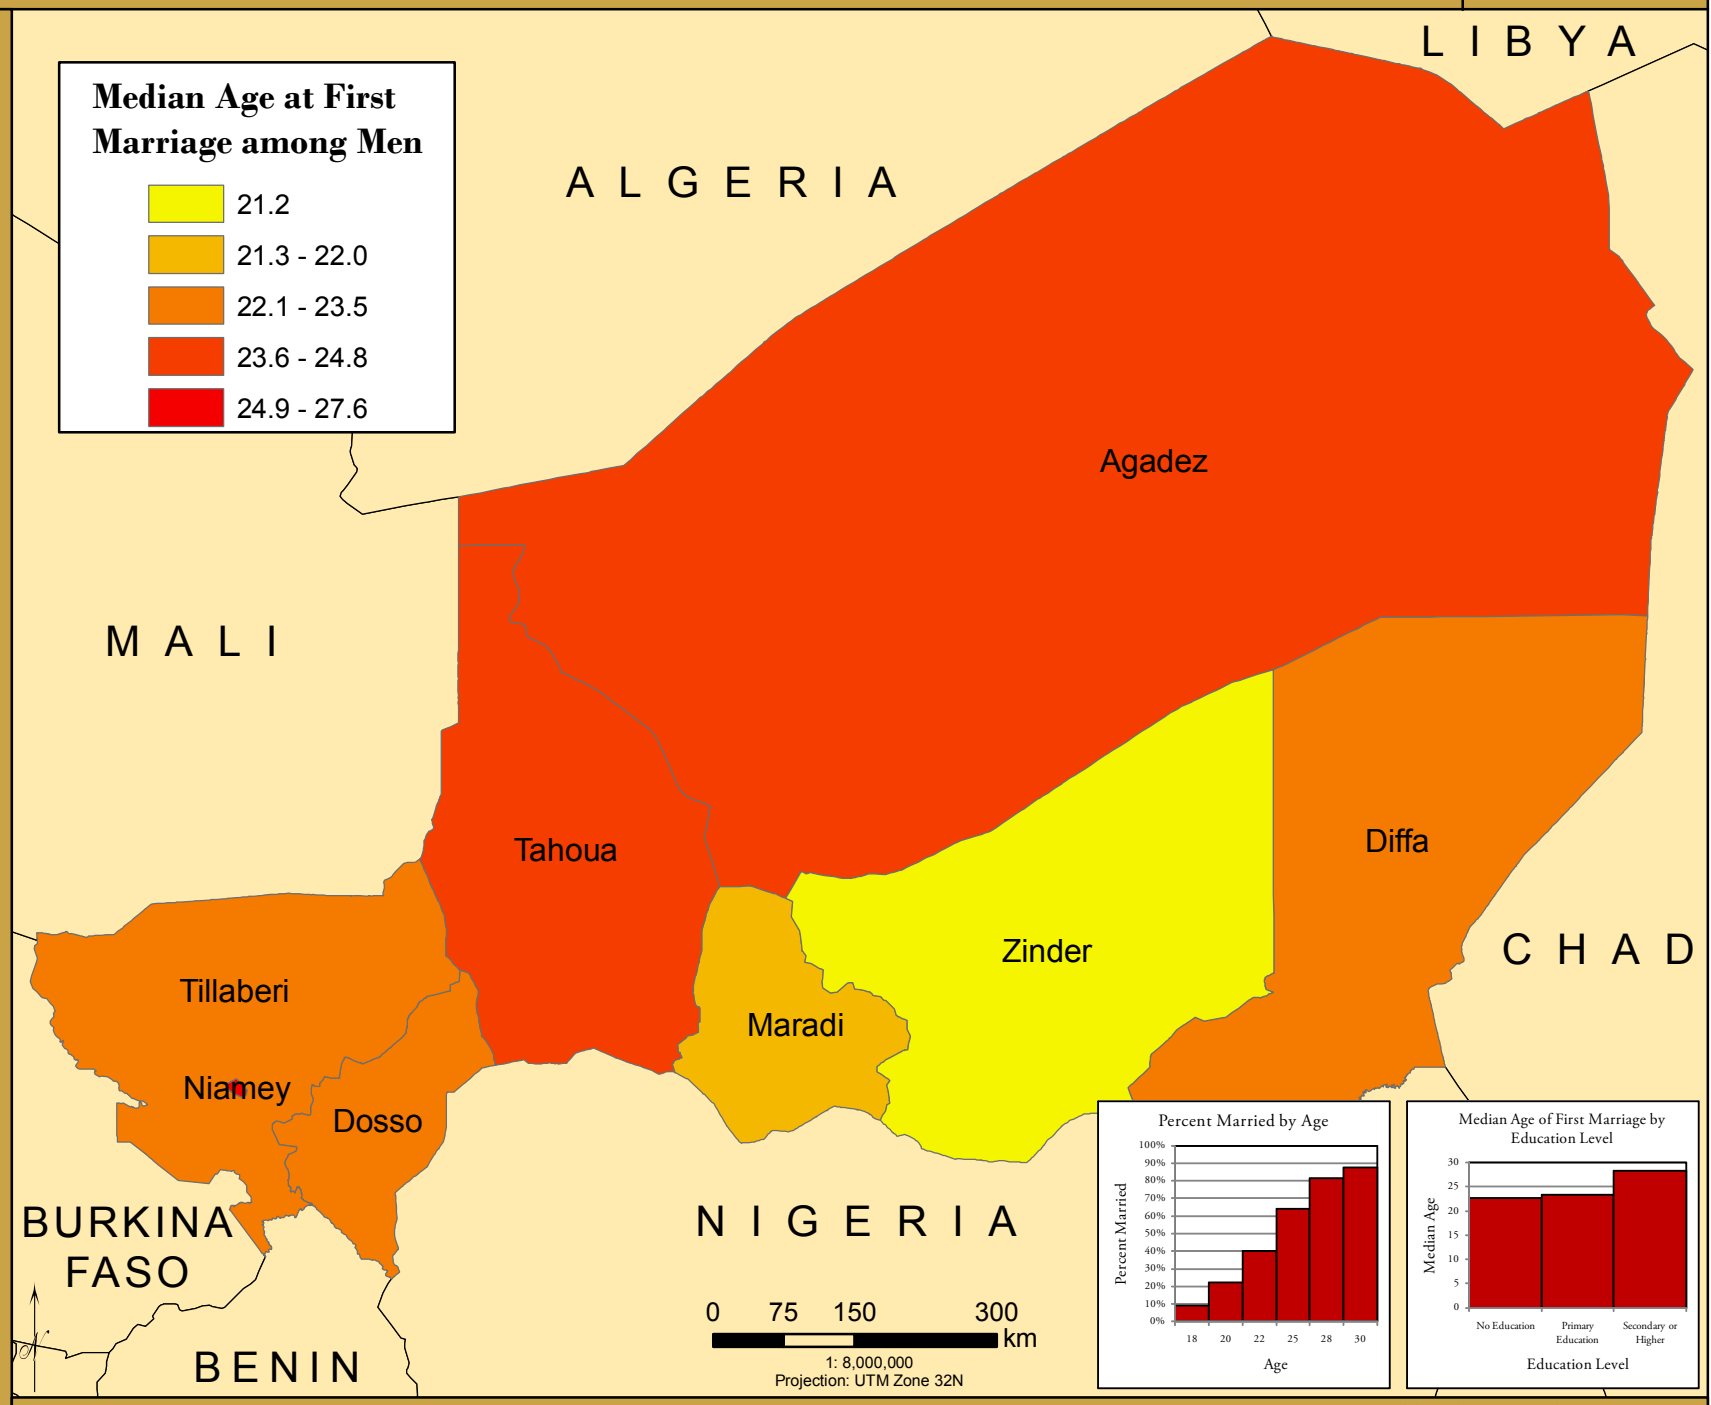 LIBYA
Median Age at First
Marriage among Men
21.2
21.3 - 22.0
22.1 - 23.5
23.6 - 24.8
24.9 - 27.6
ALGERIA
Agadez
MALI
Tahoua
Diffa
Zinder
CHAD
Tillaberi
Maradi
Niamey
Dosso
BURKINA
FASO
NIGERIA
BENIN
0 75 150 300
km
1: 8,000,000
Projection: UTM Zone 32N
Percent Married by Age
Percent Married
100%
90%
80%
70%
60%
50%
40%
30%
20%
10%
0%
18 20 22 25 28 30
Age
Median Age of First Marriage by
Education Level
Median Age
30
25
20
15
10
5
0
No Education
Primary
Education
Secondary or
Higher
Education Level